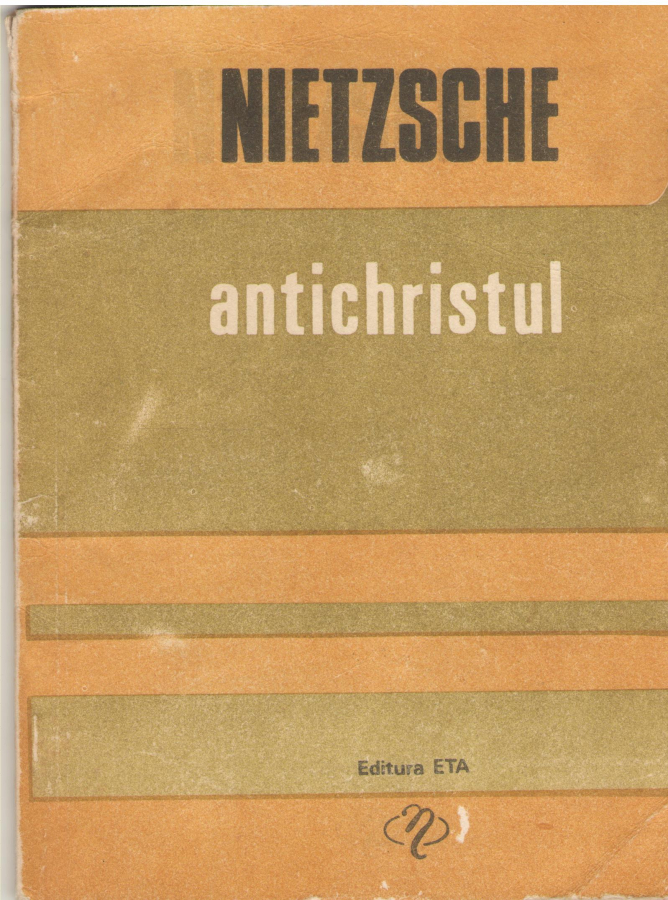 NIETZSCHE
antichristul
Editura ETA
η